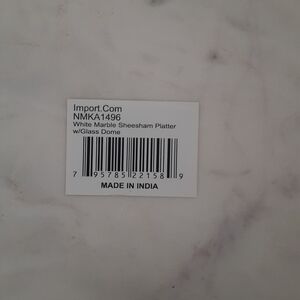 Import.Com
NMKA1496
White Marble Sheesham Platter
w/Glass Dome
7 95785 22158 9
MADE IN INDIA